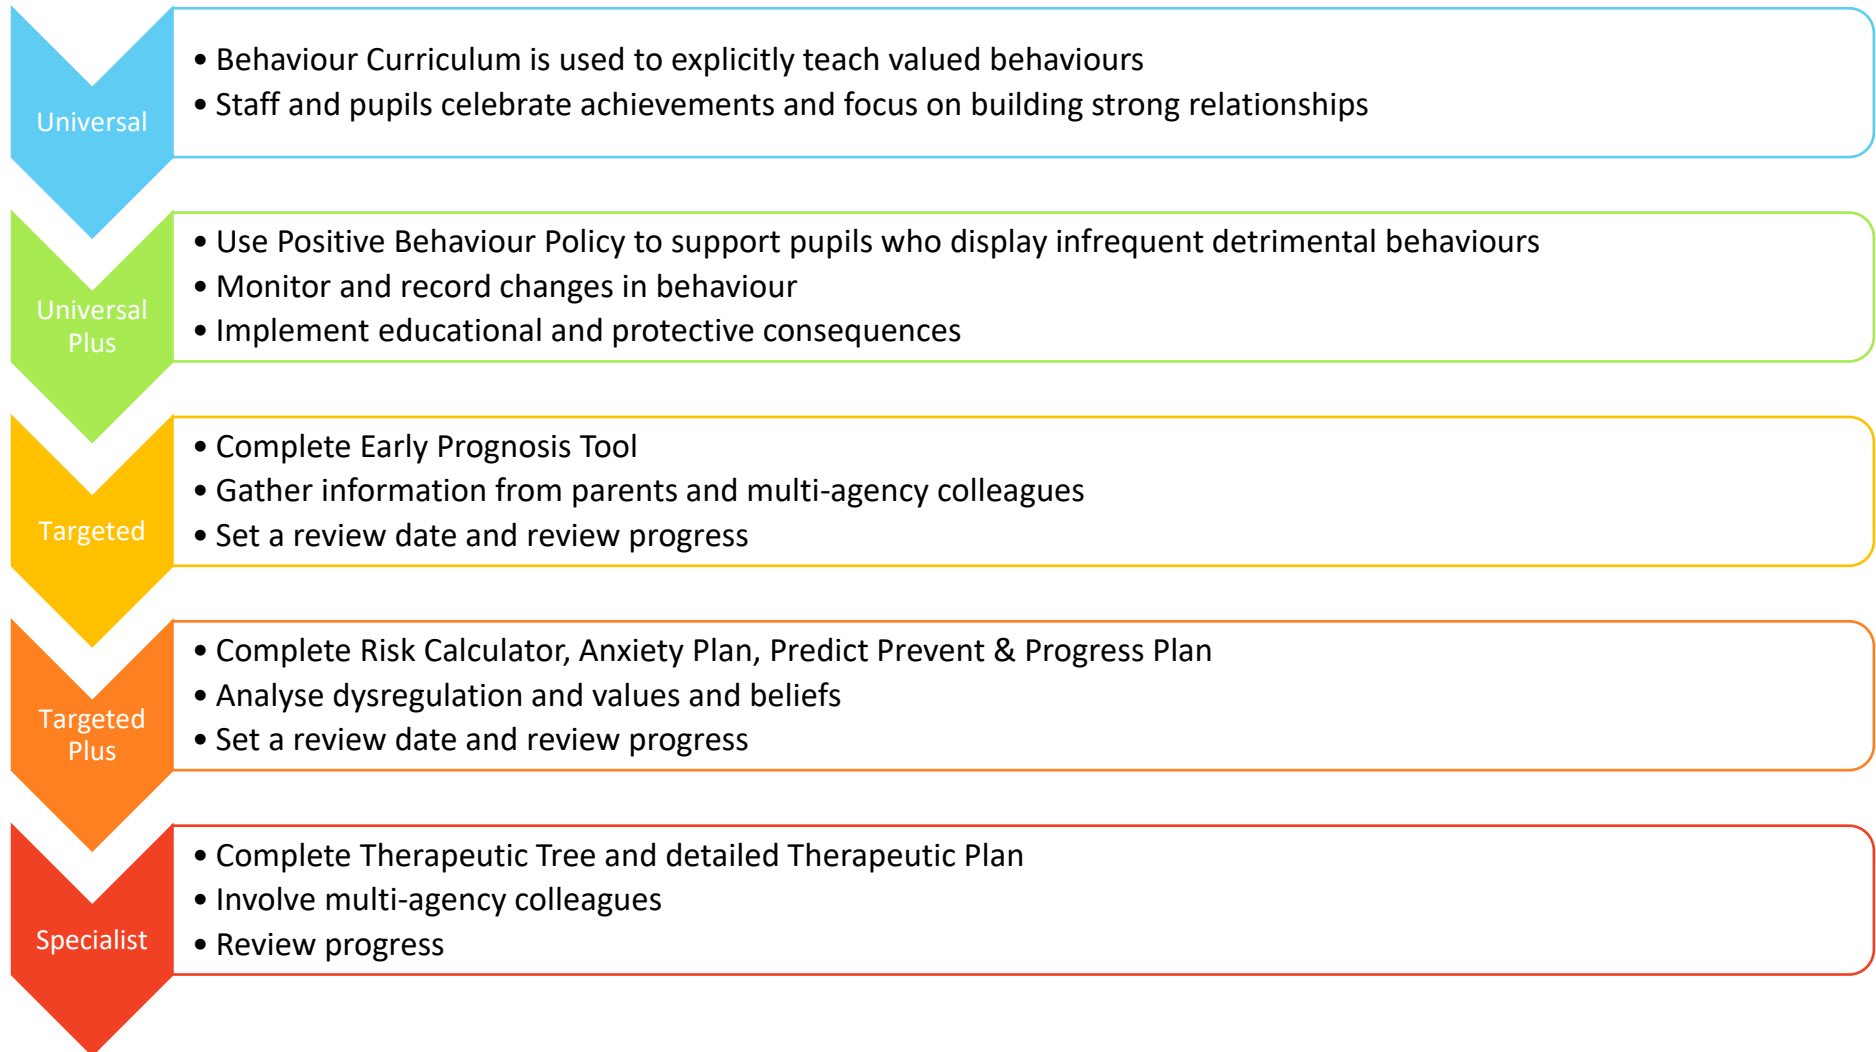 Universal
• Behaviour Curriculum is used to explicitly teach valued behaviours
• Staff and pupils celebrate achievements and focus on building strong relationships
Universal
Plus
• Use Positive Behaviour Policy to support pupils who display infrequent detrimental behaviours
• Monitor and record changes in behaviour
• Implement educational and protective consequences
Targeted
• Complete Early Prognosis Tool
• Gather information from parents and multi-agency colleagues
• Set a review date and review progress
Targeted
Plus
• Complete Risk Calculator, Anxiety Plan, Predict Prevent & Progress Plan
• Analyse dysregulation and values and beliefs
• Set a review date and review progress
Specialist
• Complete Therapeutic Tree and detailed Therapeutic Plan
• Involve multi-agency colleagues
• Review progress